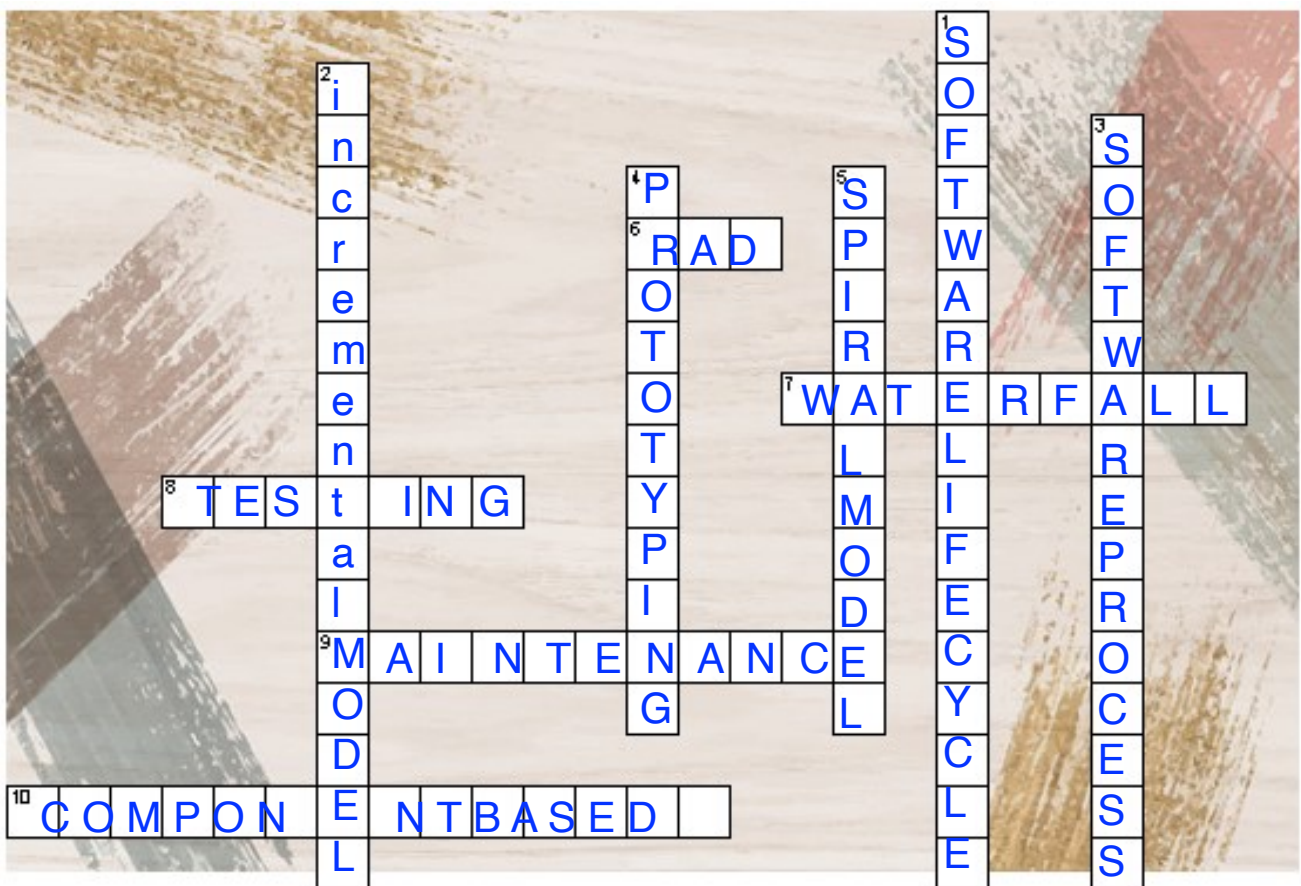 1 SOFTWARELIFECYCLE
2 incrementalMODEL
3 SOFTWAREPROCESS
4 PROTOTYPING
5 SPIRALMODEL
6 RAD
7 WATERFALL
8 TESTING
9 MAINTENANCE
10 COMPONENTBASED